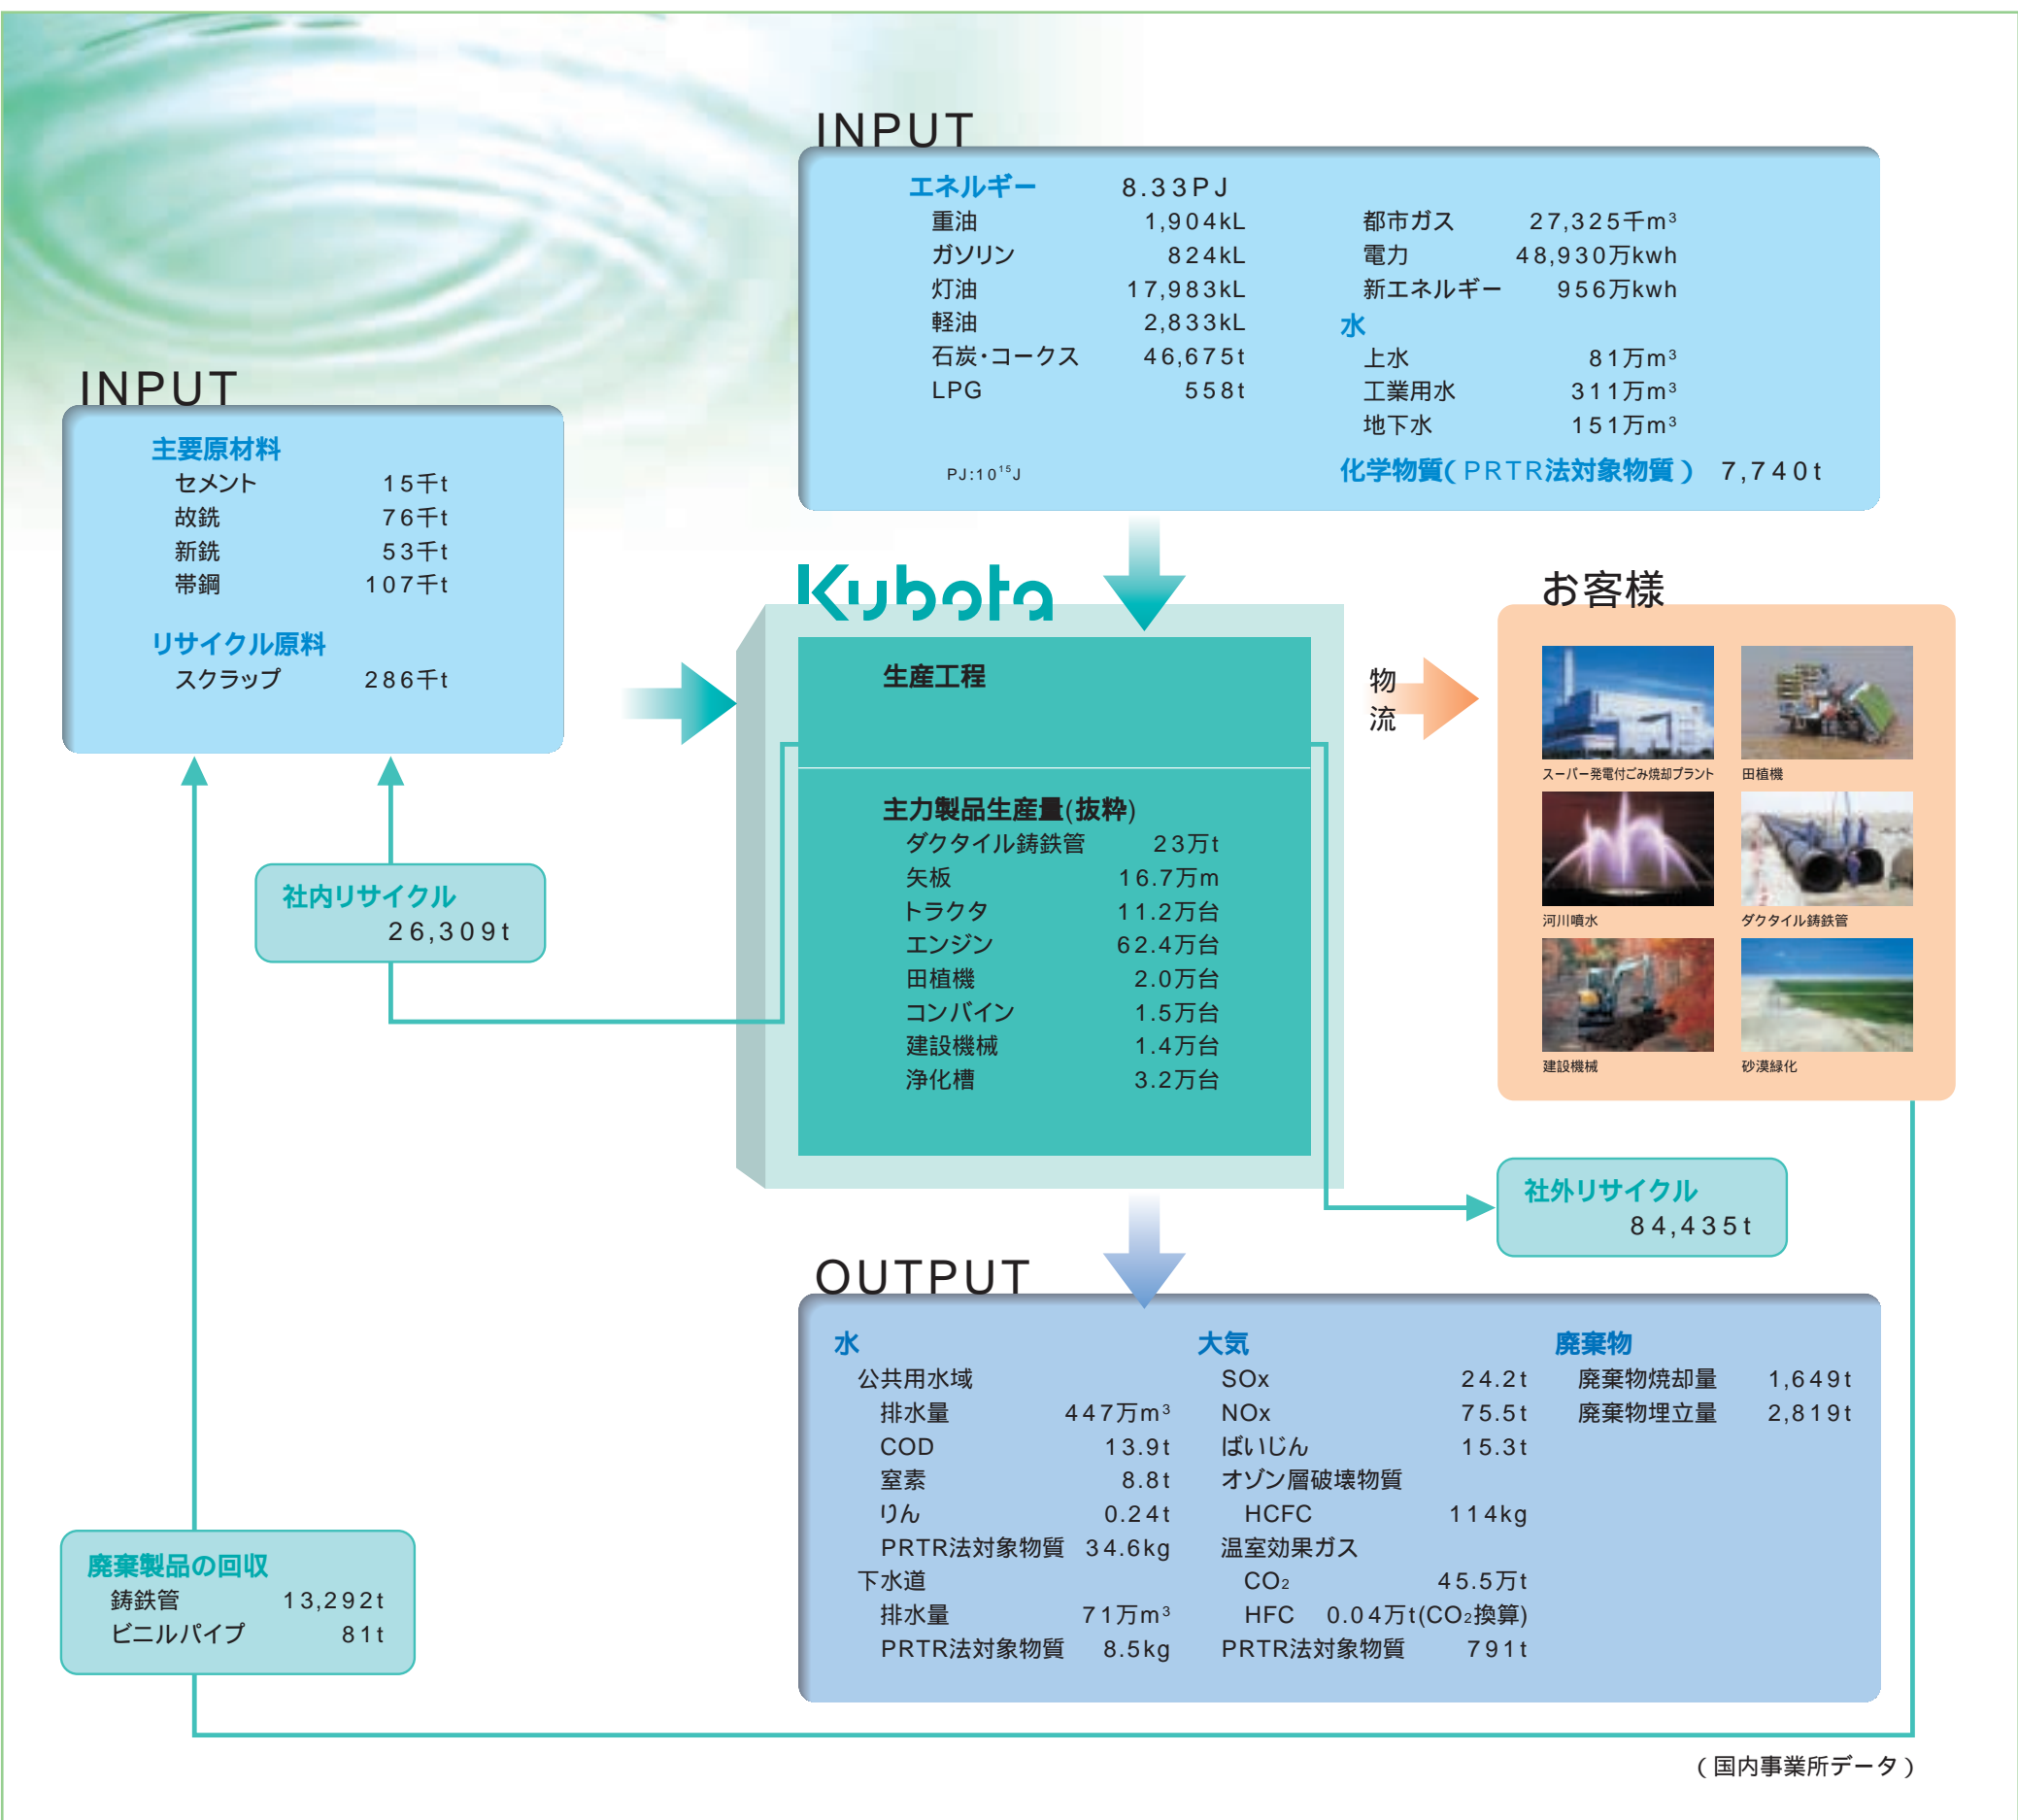 INPUT
エネルギー 8.33PJ
重油 1,904kL
ガソリン 824kL
灯油 17,983kL
軽油 2,833kL
石炭・コークス 46,675t
LPG 558t
PJ:10¹⁵J
都市ガス 27,325千m³
電力 48,930万kwh
新エネルギー 956万kwh
水
上水 81万m³
工業用水 311万m³
地下水 151万m³
化学物質(PRTR法対象物質) 7,740t
INPUT
主要原材料
セメント 15千t
故銑 76千t
新銑 53千t
帯鋼 107千t
リサイクル原料
スクラップ 286千t
Kubota
生産工程
主力製品生産量(抜粋)
ダクタイル鋳鉄管 23万t
矢板 16.7万m
トラクタ 11.2万台
エンジン 62.4万台
田植機 2.0万台
コンバイン 1.5万台
建設機械 1.4万台
浄化槽 3.2万台
物流
お客様
スーパー発電付ごみ焼却プラント 田植機
河川噴水 ダクタイル鋳鉄管
建設機械 砂漠緑化
社内リサイクル
26,309t
社外リサイクル
84,435t
OUTPUT
水
公共用水域
排水量 447万m³
COD 13.9t
窒素 8.8t
りん 0.24t
PRTR法対象物質 34.6kg
下水道
排水量 71万m³
PRTR法対象物質 8.5kg
大気
SOx 24.2t
NOx 75.5t
ばいじん 15.3t
オゾン層破壊物質
HCFC 114kg
温室効果ガス
CO₂ 45.5万t
HFC 0.04万t(CO₂換算)
PRTR法対象物質 791t
廃棄物
廃棄物焼却量 1,649t
廃棄物埋立量 2,819t
廃棄製品の回収
鋳鉄管 13,292t
ビニルパイプ 81t
(国内事業所データ)